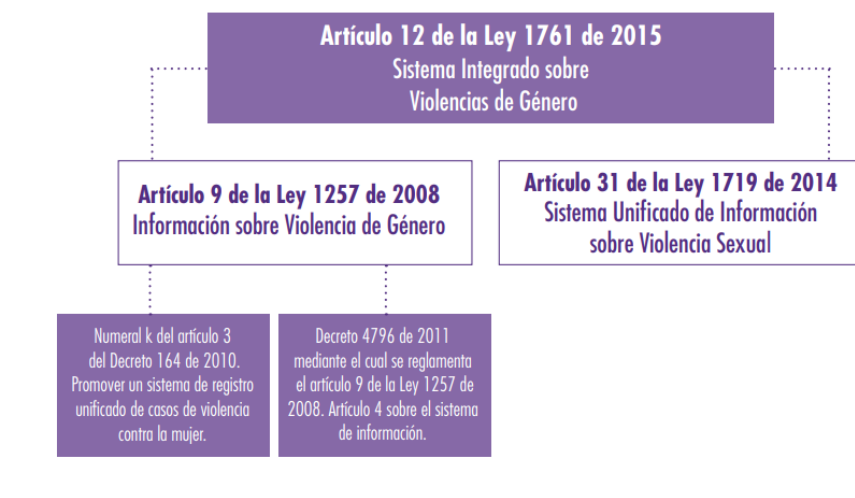 Artículo 12 de la Ley 1761 de 2015
Sistema Integrado sobre
Violencias de Género
Artículo 9 de la Ley 1257 de 2008
Información sobre Violencia de Género
Artículo 31 de la Ley 1719 de 2014
Sistema Unificado de Información
sobre Violencia Sexual
Numeral k del artículo 3
del Decreto 164 de 2010.
Promover un sistema de registro
unificado de casos de violencia
contra la mujer.
Decreto 4796 de 2011
mediante el cual se reglamenta
el artículo 9 de la Ley 1257 de
2008. Artículo 4 sobre el sistema
de información.